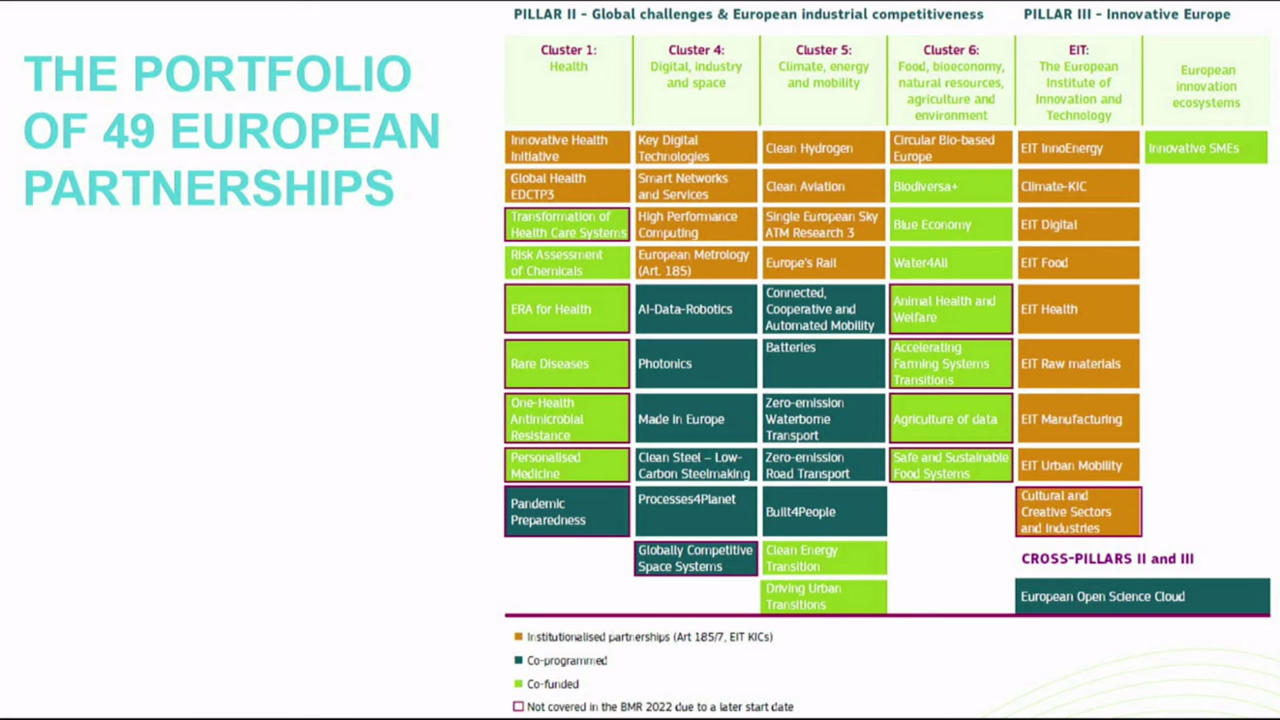 THE PORTFOLIO
OF 49 EUROPEAN
PARTNERSHIPS
PILLAR II - Global challenges & European industrial competitiveness
PILLAR III - Innovative Europe
Cluster 1:
Health
Cluster 4:
Digital, industry
and space
Cluster 5:
Climate, energy
and mobility
Cluster 6:
Food, bioeconomy,
natural resources,
agriculture and
environment
EIT:
The European
Institute of
Innovation and
Technology
European
innovation
ecosystems
Innovative Health
Initiative
Global Health
EDCTP3
Transformation of
Health Care Systems
Risk Assessment
of Chemicals
ERA for Health
Rare Diseases
One-Health
Antimicrobial
Resistance
Personalised
Medicine
Pandemic
Preparedness
Key Digital
Technologies
Smart Networks
and Services
High Performance
Computing
European Metrology
(Art. 185)
AI-Data-Robotics
Photonics
Made in Europe
Clean Steel – Low-
Carbon Steelmaking
Processes4Planet
Globally Competitive
Space Systems
Clean Hydrogen
Clean Aviation
Single European Sky
ATM Research 3
Europe's Rail
Connected,
Cooperative and
Automated Mobility
Batteries
Zero-emission
Waterborne
Transport
Zero-emission
Road Transport
Built4People
Clean Energy
Transition
Driving Urban
Transitions
Circular Bio-based
Europe
Biodiversa+
Blue Economy
Water4All
Animal Health and
Welfare
Accelerating
Farming Systems
Transitions
Agriculture of data
Safe and Sustainable
Food Systems
EIT InnoEnergy
Climate-KIC
EIT Digital
EIT Food
EIT Health
EIT Raw materials
EIT Manufacturing
EIT Urban Mobility
Cultural and
Creative Sectors
and Industries
Innovative SMEs
CROSS-PILLARS II and III
European Open Science Cloud
Institutionalised partnerships (Art 185/7, EIT KICs)
Co-programmed
Co-funded
Not covered in the BMR 2022 due to a later start date